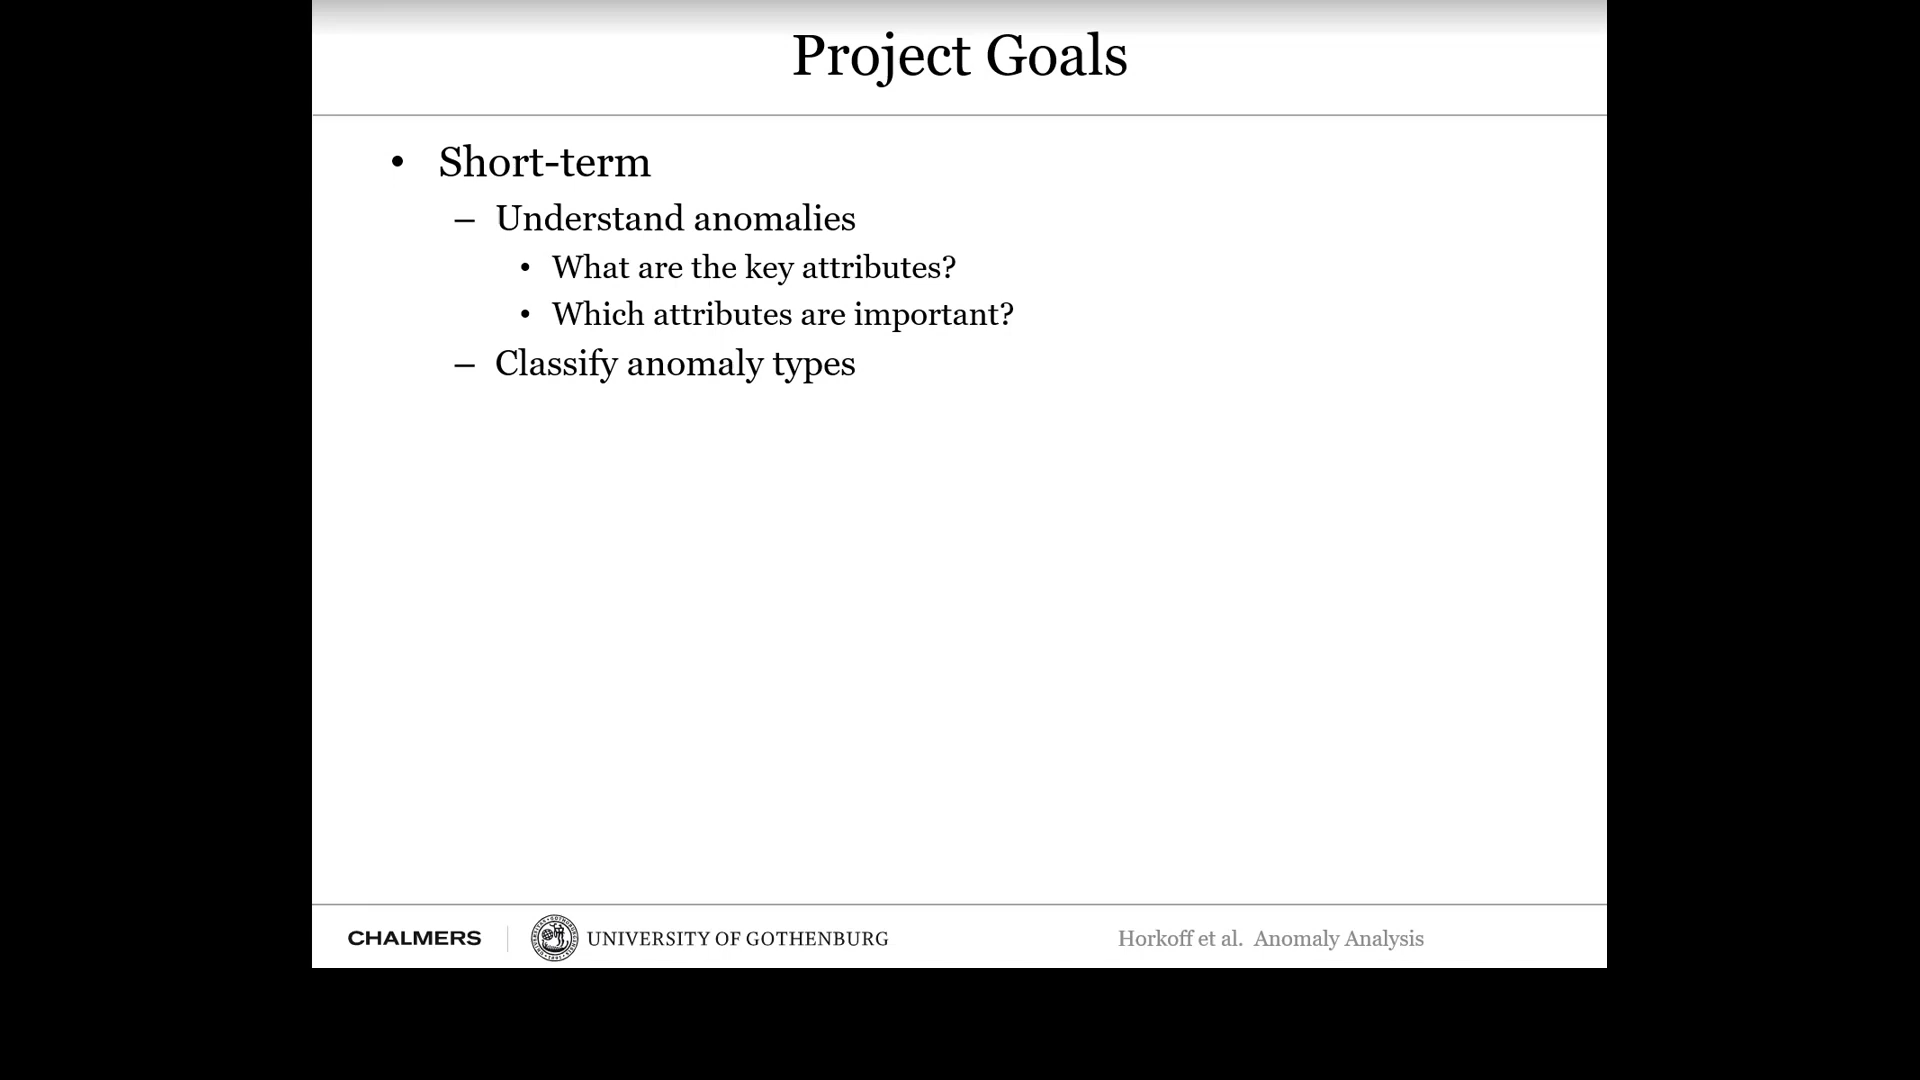 Project Goals
• Short-term
– Understand anomalies
• What are the key attributes?
• Which attributes are important?
– Classify anomaly types
CHALMERS
UNIVERSITY OF GOTHENBURG
Horkoff et al. Anomaly Analysis